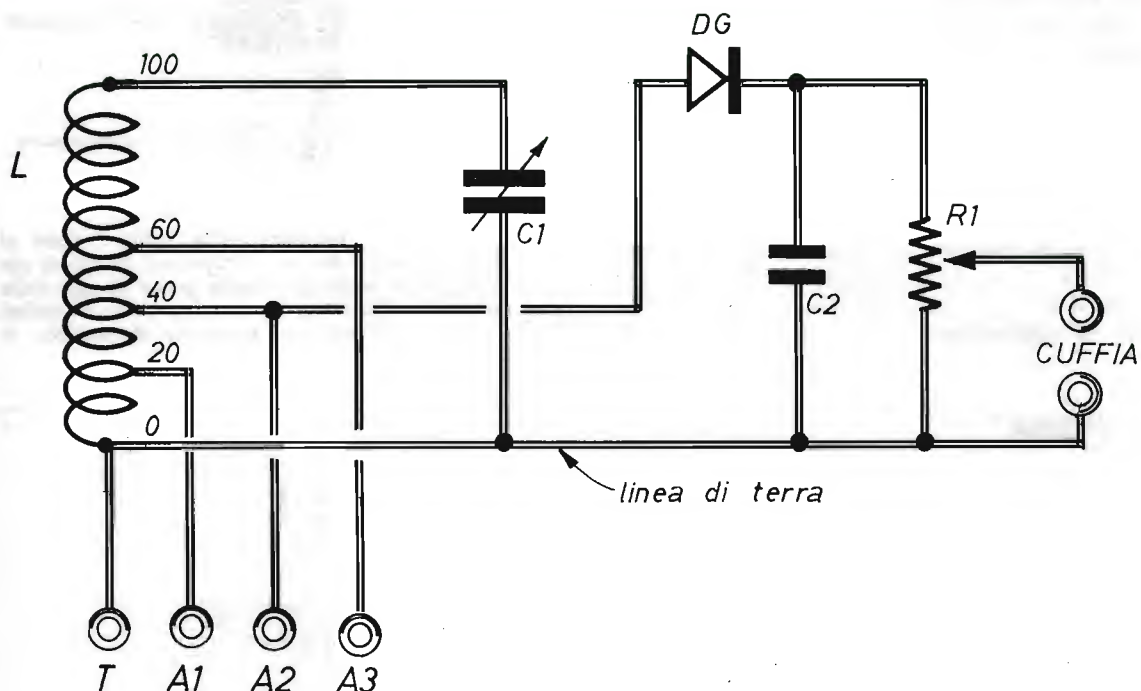 DG
100
L
C1
60
R1
40
C2
CUFFIA
20
0
linea di terra
T A1 A2 A3